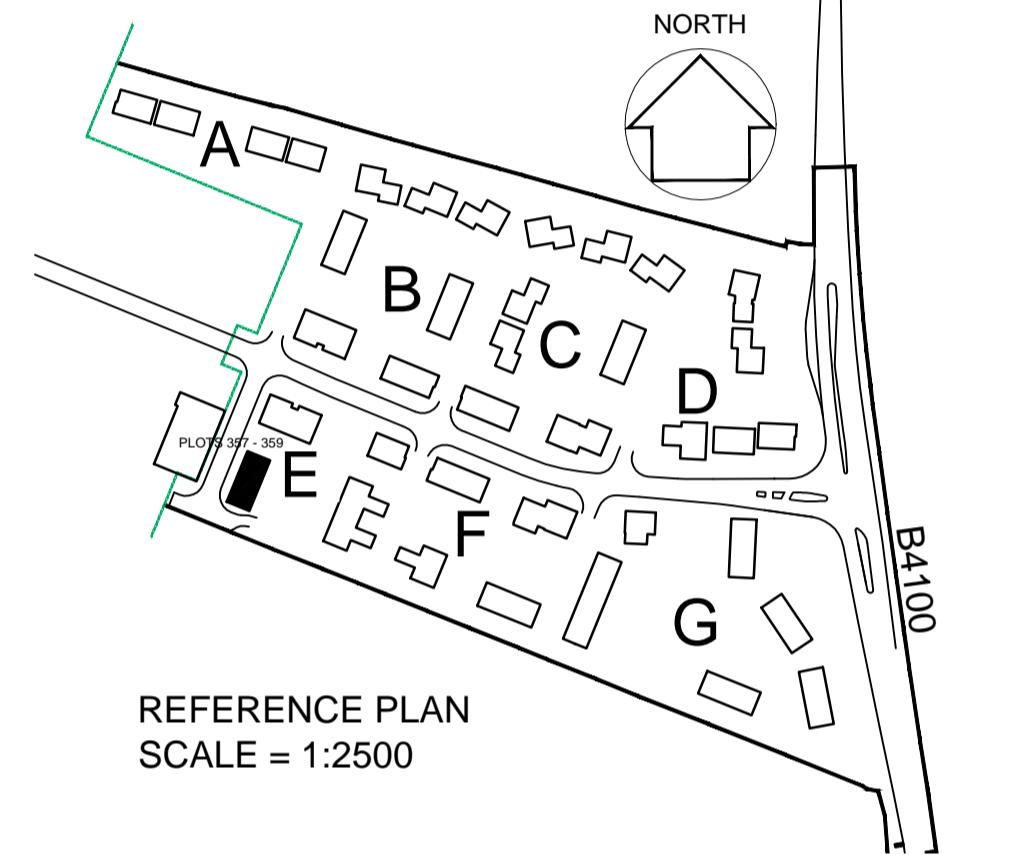 NORTH
A
B
C
D
PLOTS 357 - 359
E
F
G
B4100
REFERENCE PLAN
SCALE = 1:2500